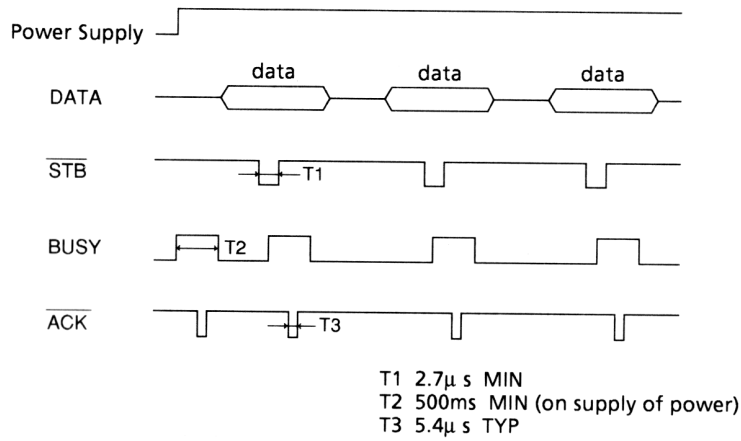 Power Supply
data data data
DATA
STB
T1
BUSY
T2
ACK
T3
T1 2.7μ s MIN
T2 500ms MIN (on supply of power)
T3 5.4μ s TYP